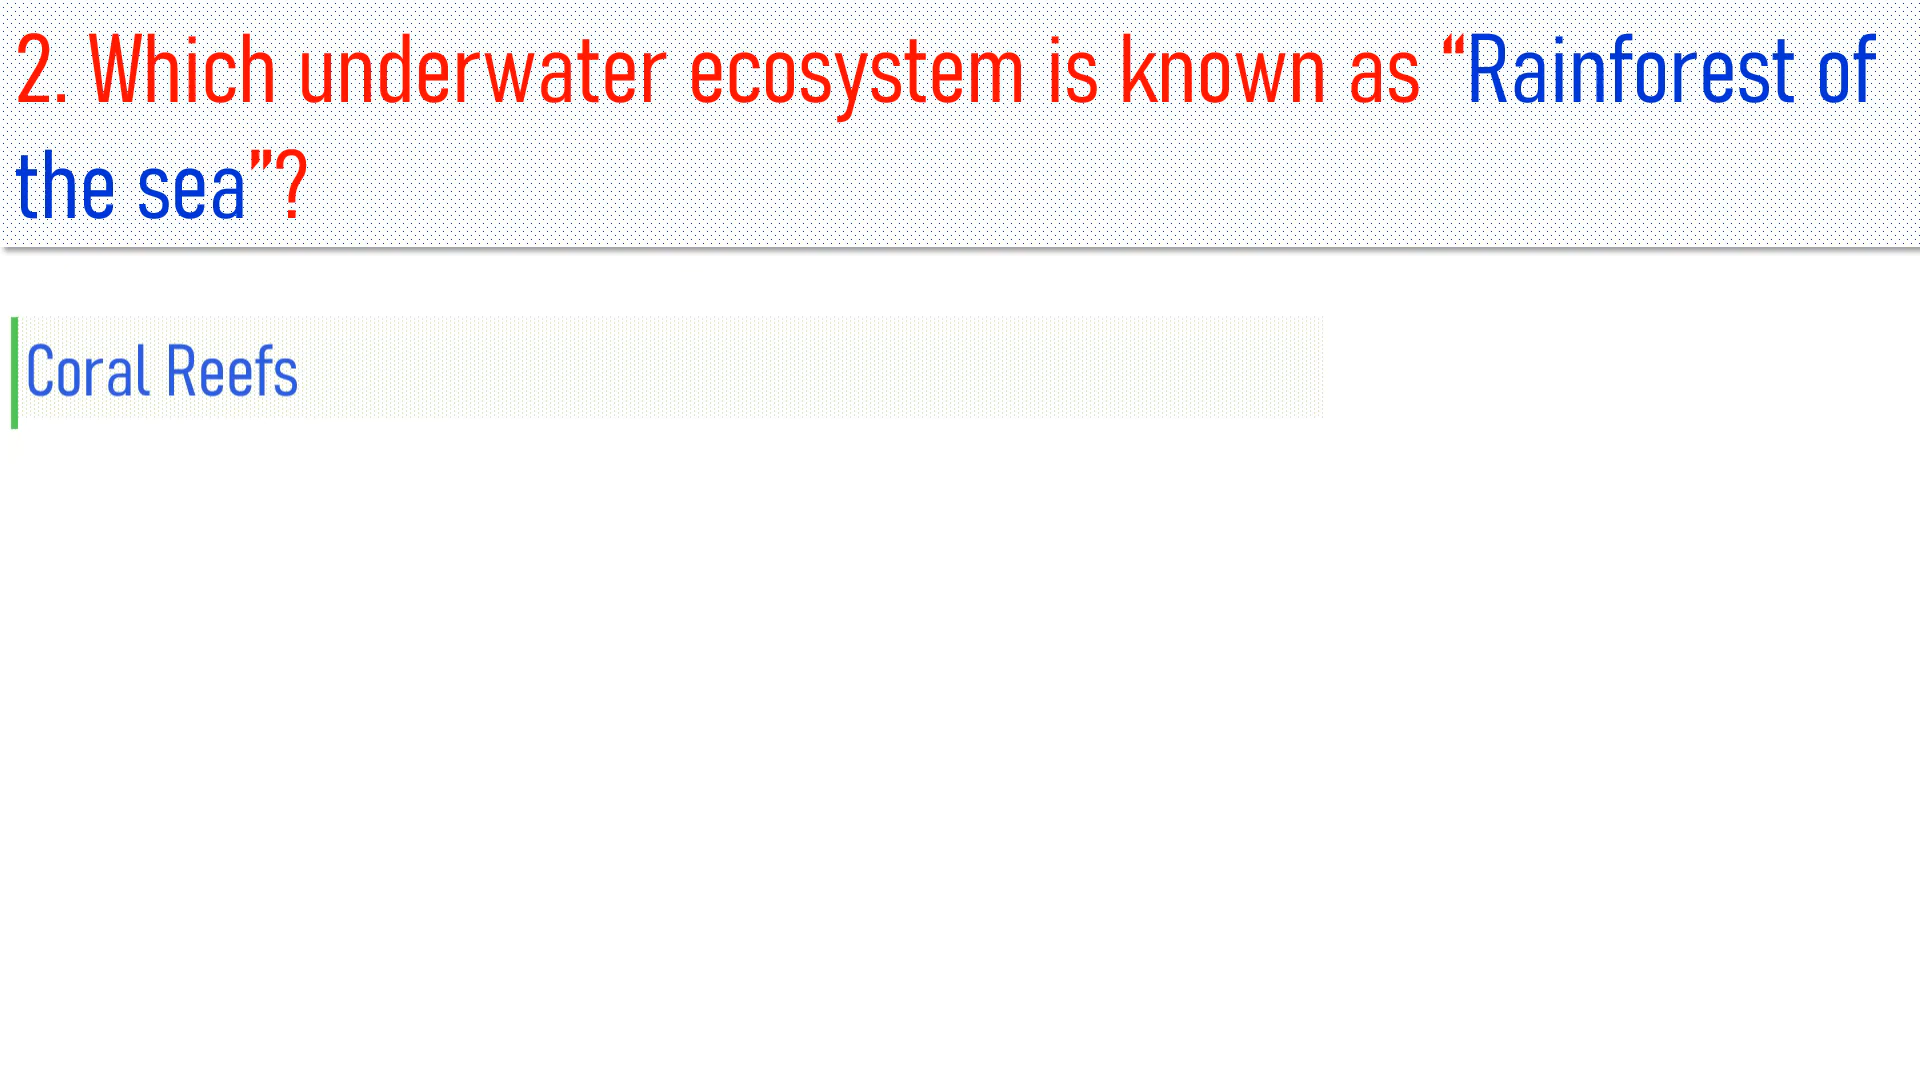 2. Which underwater ecosystem is known as “Rainforest of
the sea”?
Coral Reefs